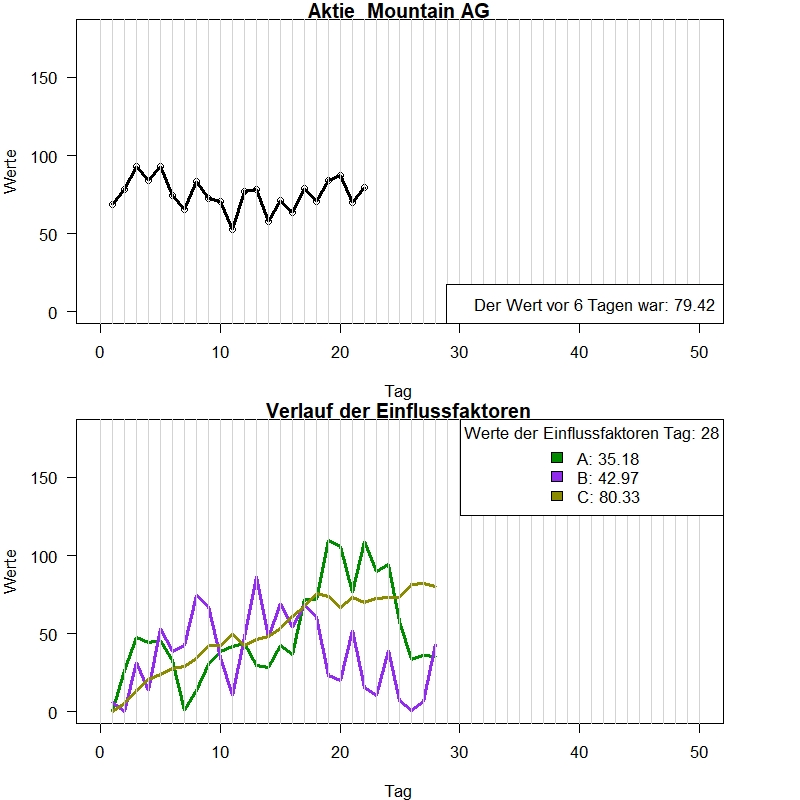 Aktie  Mountain AG
Werte
150
100
50
0
Der Wert vor 6 Tagen war: 79.42
0 10 20 30 40 50
Tag
Verlauf der Einflussfaktoren
Werte
150
100
50
0
Werte der Einflussfaktoren Tag: 28
A: 35.18
B: 42.97
C: 80.33
0 10 20 30 40 50
Tag